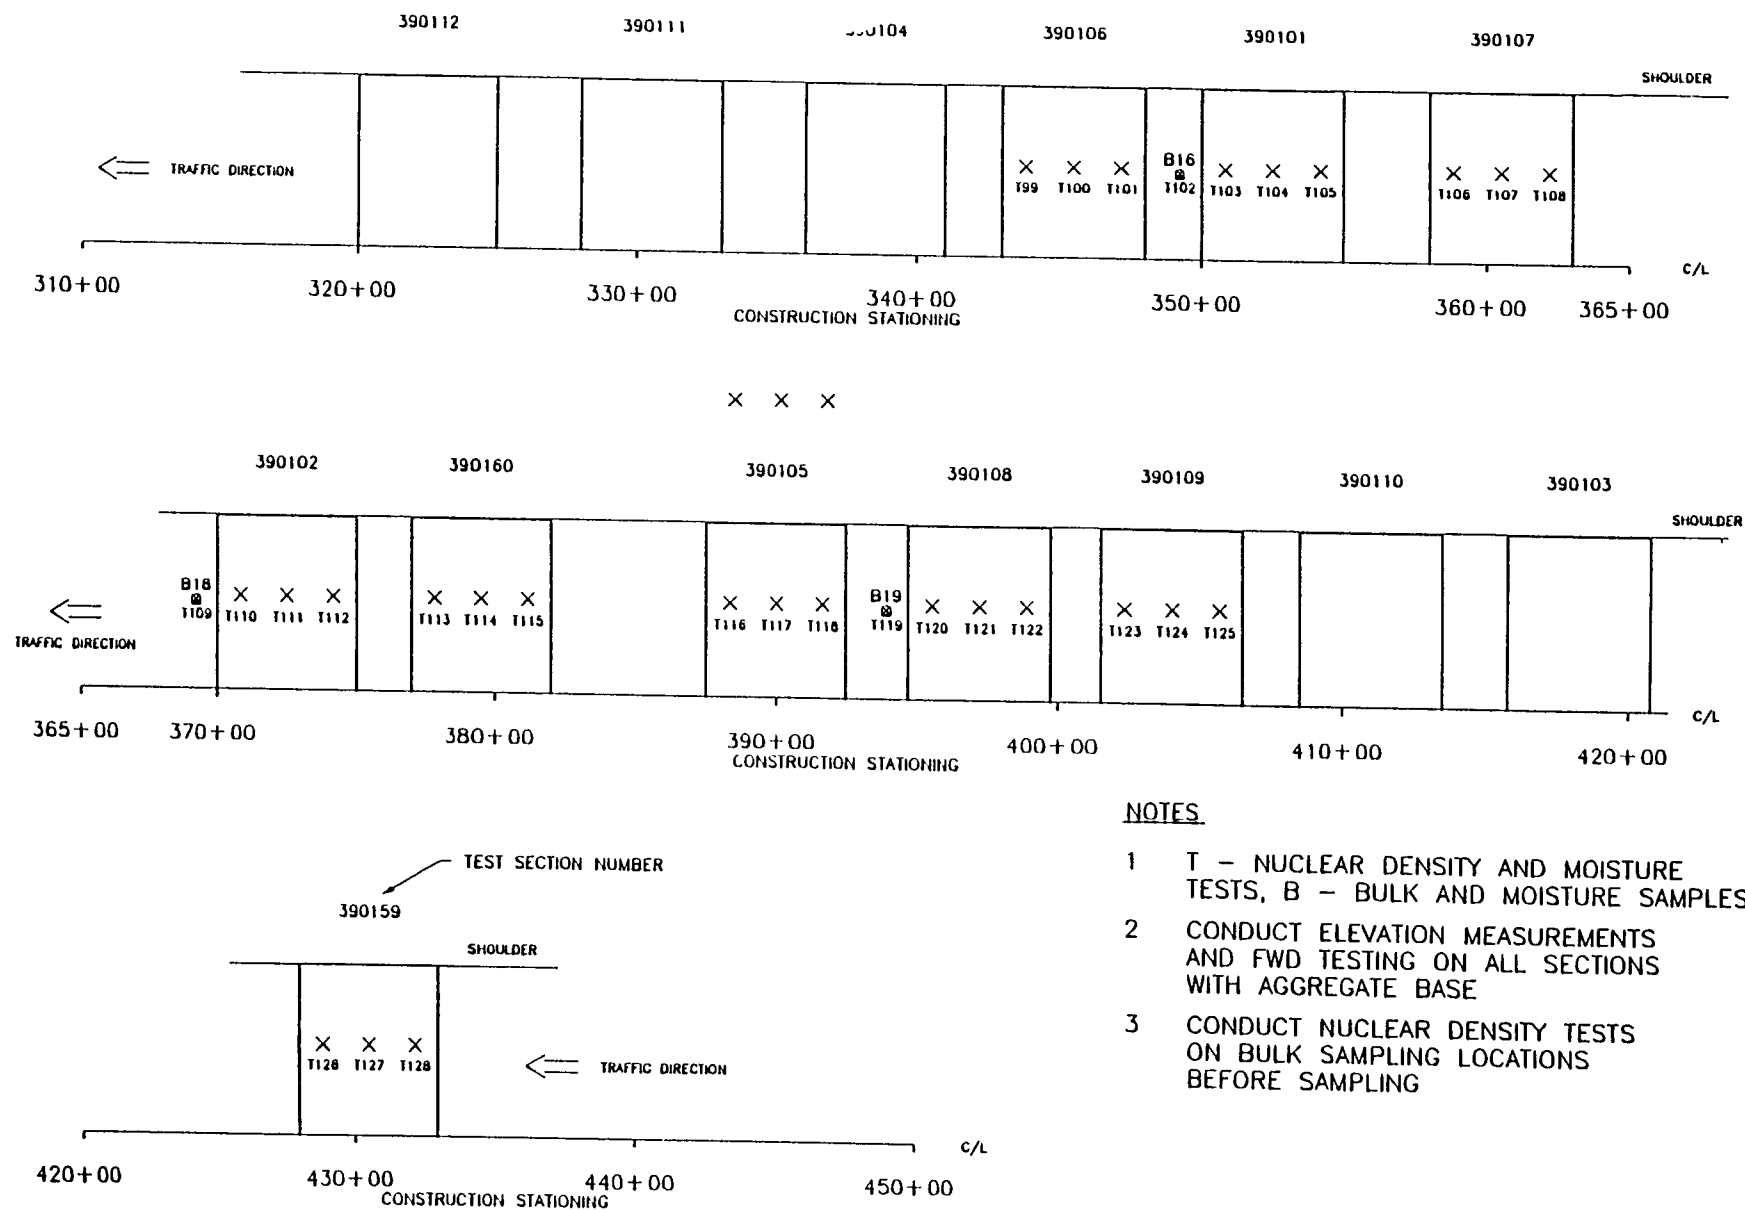 390112 390111 390106 390101 390107
SHOULDER
TRAFFIC DIRECTION
B16
T99 T100 T101 T102 T103 T104 T105 T106 T107 T108
C/L
310+00 320+00 330+00 340+00 350+00 360+00 365+00
CONSTRUCTION STATIONING
390102 390160 390105 390108 390109 390110 390103
SHOULDER
B18 B19
T109 T110 T111 T112 T113 T114 T115 T116 T117 T118 T119 T120 T121 T122 T123 T124 T125
TRAFFIC DIRECTION
C/L
365+00 370+00 380+00 390+00 400+00 410+00 420+00
CONSTRUCTION STATIONING
TEST SECTION NUMBER
390159
SHOULDER
T127 T128
TRAFFIC DIRECTION
C/L
420+00 430+00 440+00 450+00
CONSTRUCTION STATIONING
NOTES
1 T – NUCLEAR DENSITY AND MOISTURE
TESTS, B – BULK AND MOISTURE SAMPLES
2 CONDUCT ELEVATION MEASUREMENTS
AND FWD TESTING ON ALL SECTIONS
WITH AGGREGATE BASE
3 CONDUCT NUCLEAR DENSITY TESTS
ON BULK SAMPLING LOCATIONS
BEFORE SAMPLING